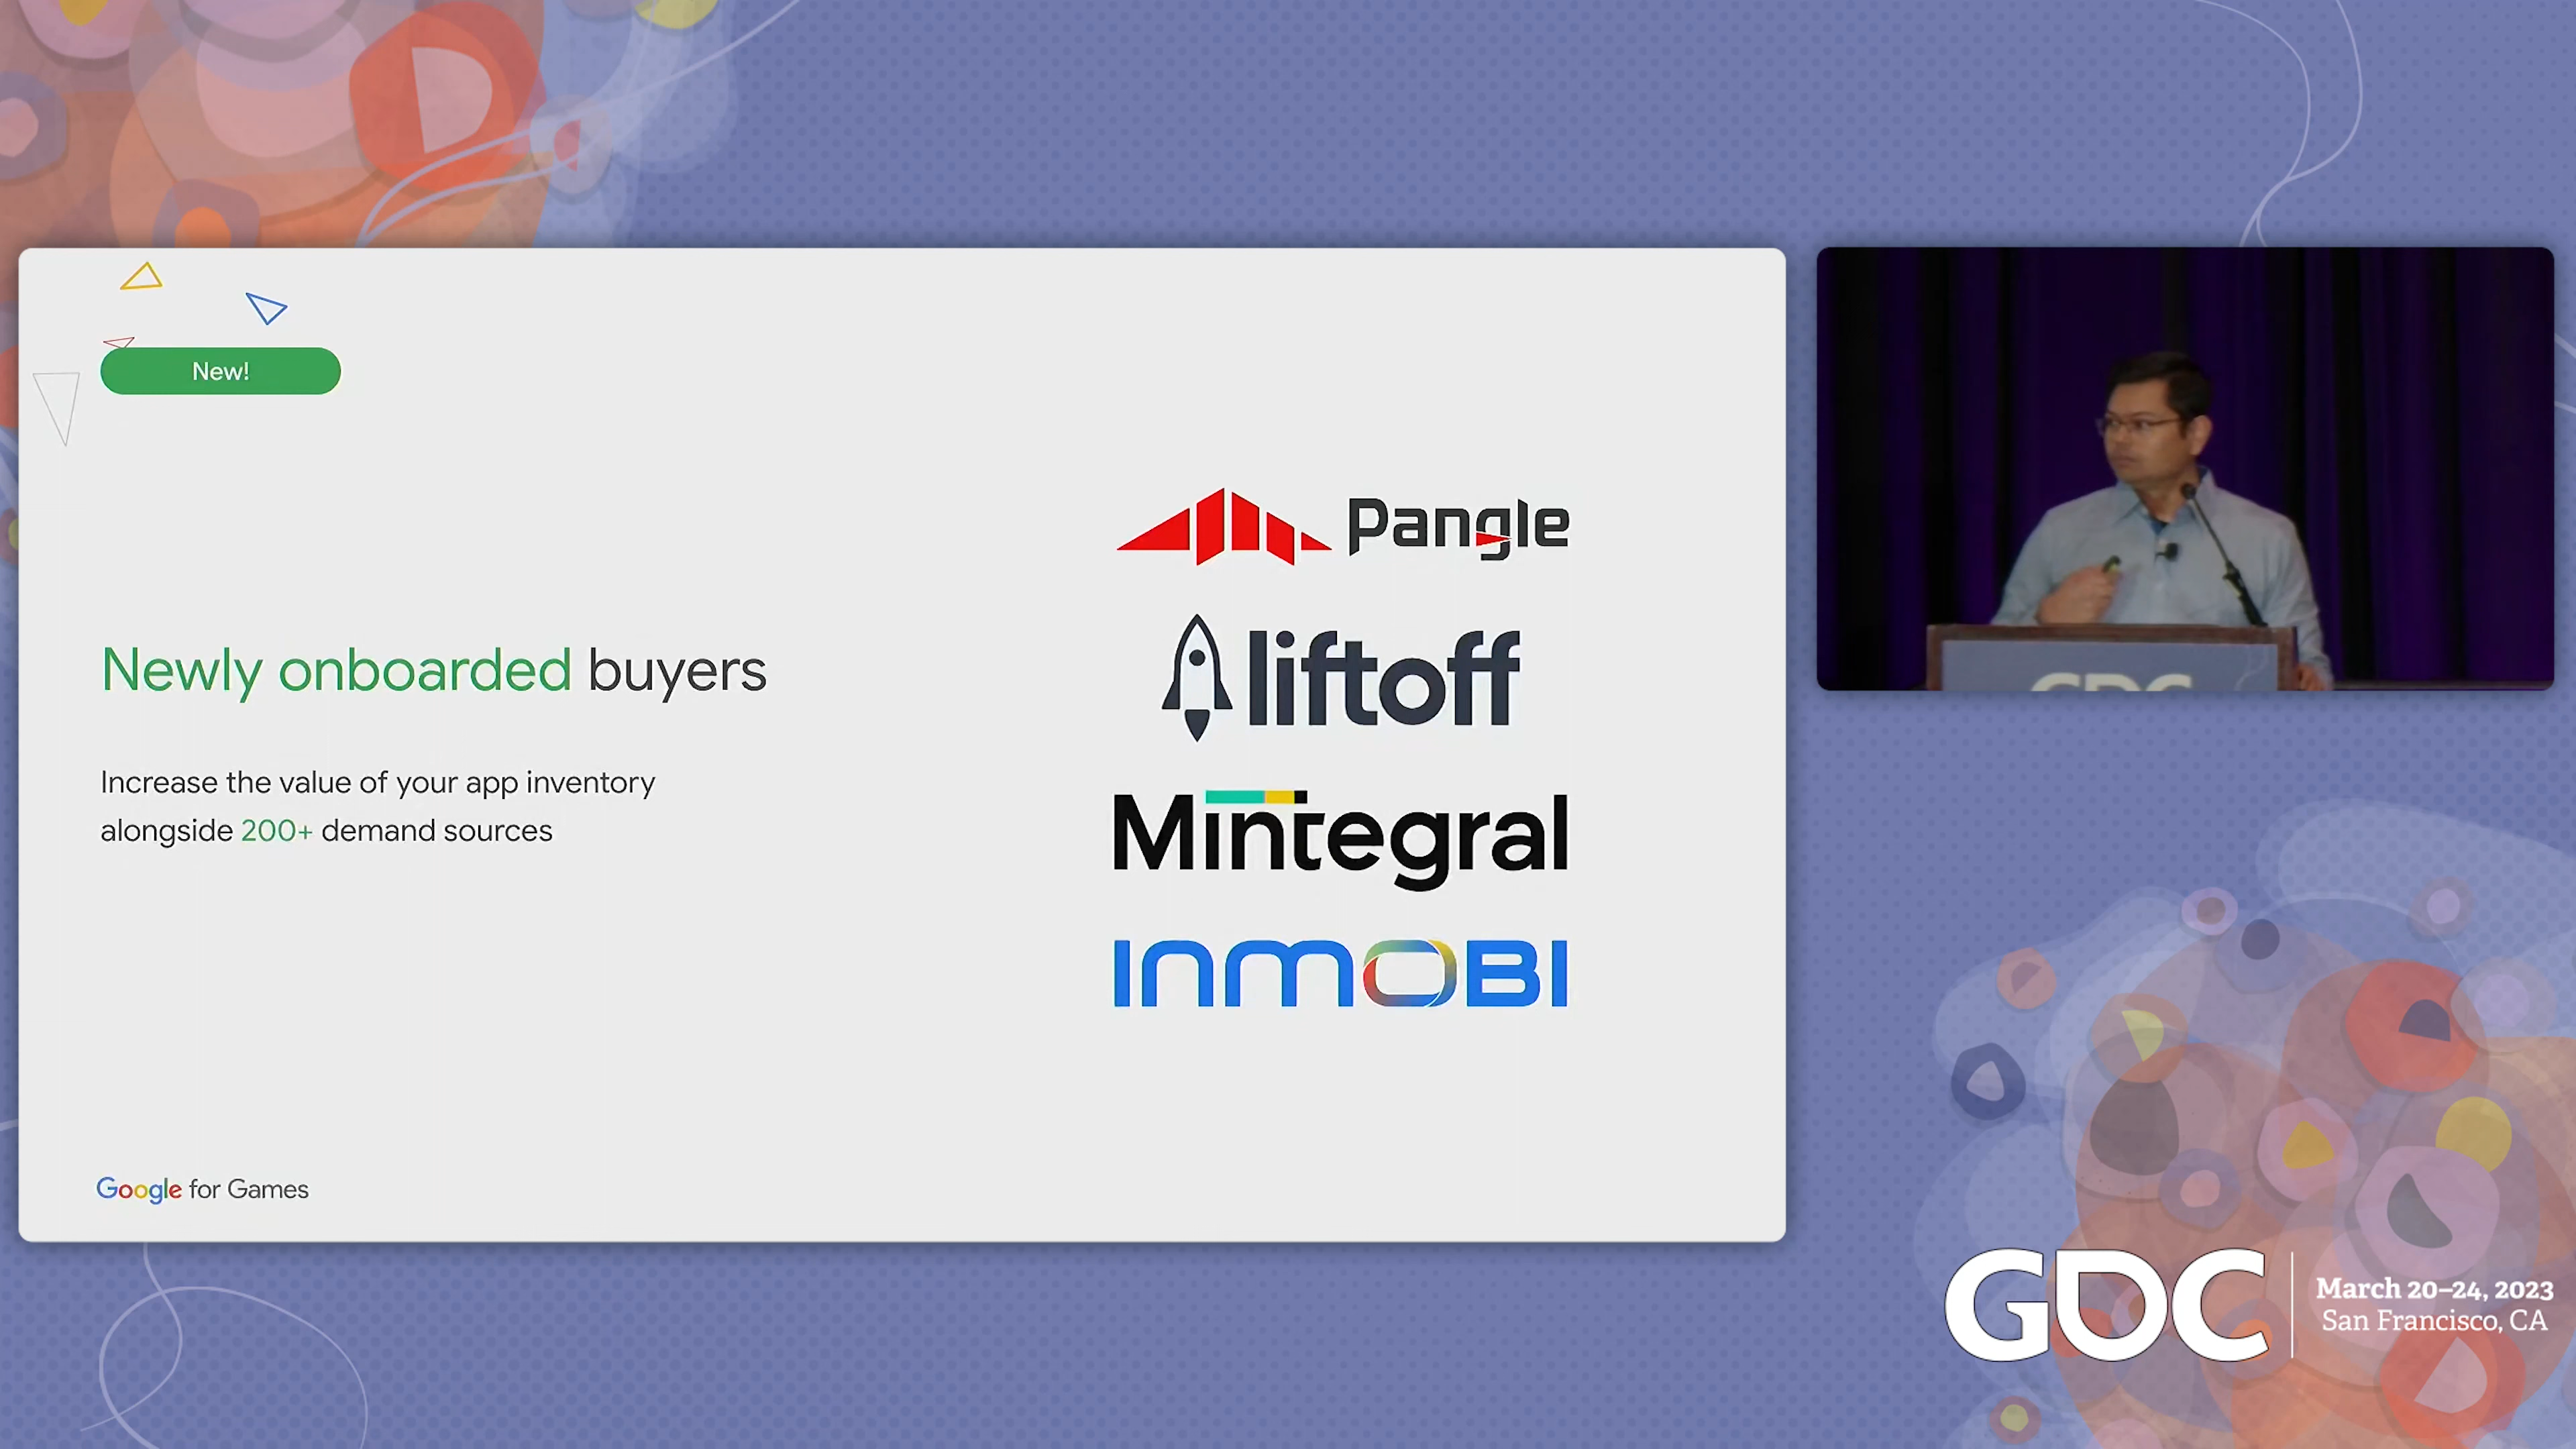 New!
Newly onboarded buyers
Increase the value of your app inventory
alongside 200+ demand sources
Pangle
liftoff
Mintegral
INMOBI
Google for Games
GDC
GDC
March 20–24, 2023
San Francisco, CA